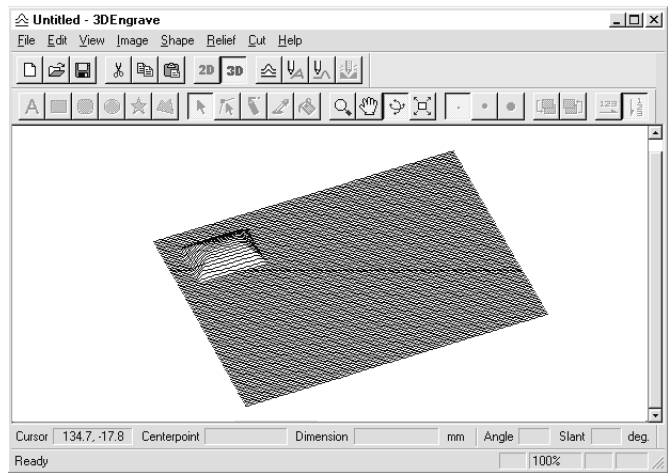 Untitled - 3DEngrave
File Edit View Image Shape Relief Cut Help
2D 3D
A 123 123
Cursor 134.7, -17.8 Centerpoint Dimension mm Angle Slant deg.
Ready 100%